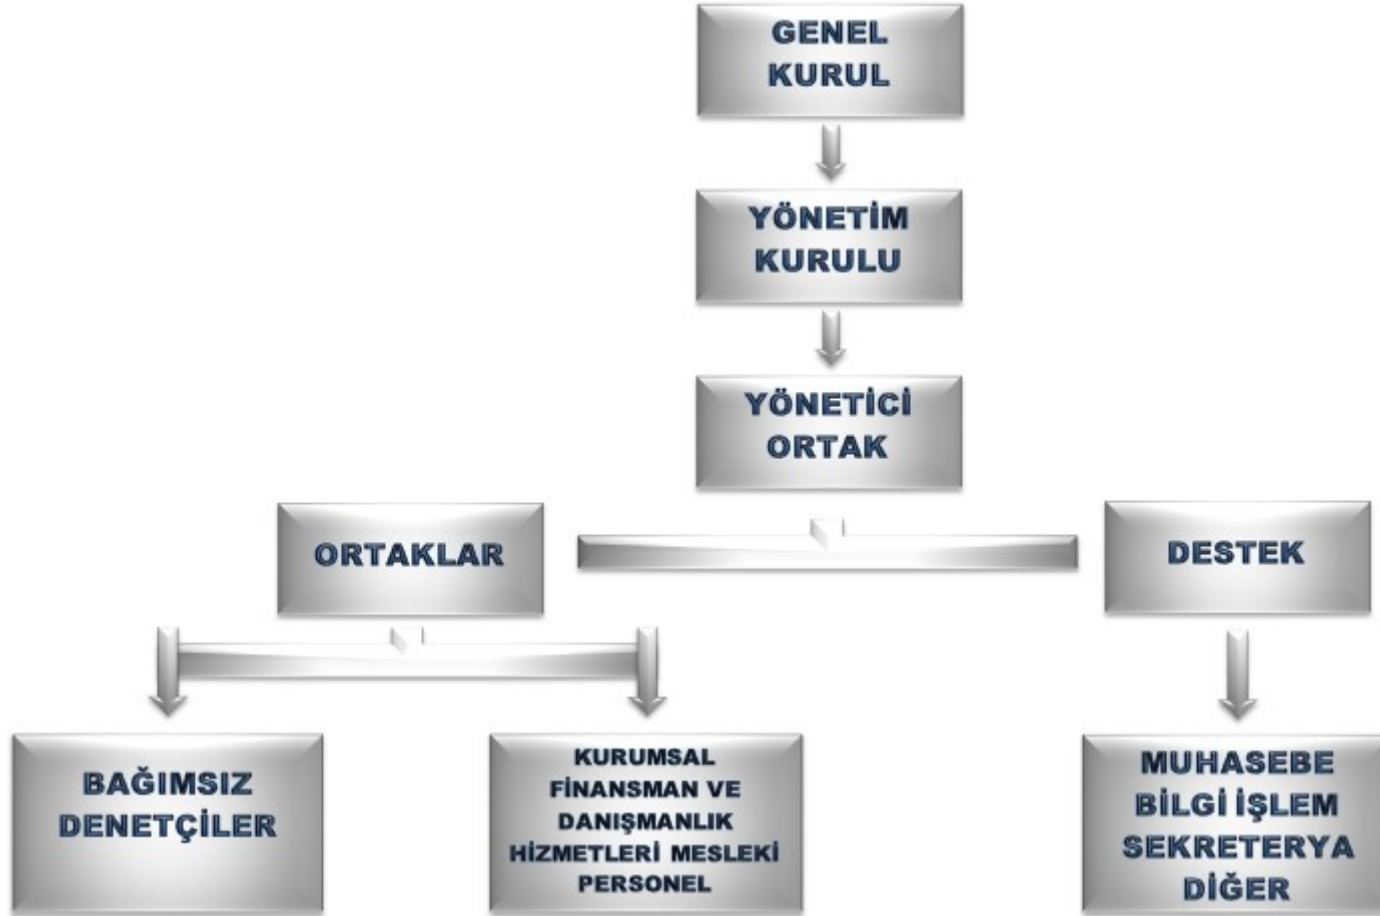 GENEL
KURUL
YÖNETİM
KURULU
YÖNETİCİ
ORTAK
ORTAKLAR
DESTEK
BAĞIMSIZ
DENETÇİLER
KURUMSAL
FİNANSMAN VE
DANIŞMANLIK
HİZMETLERİ MESLEKİ
PERSONEL
MUHASEBE
BİLGİ İŞLEM
SEKRETERYA
DİĞER